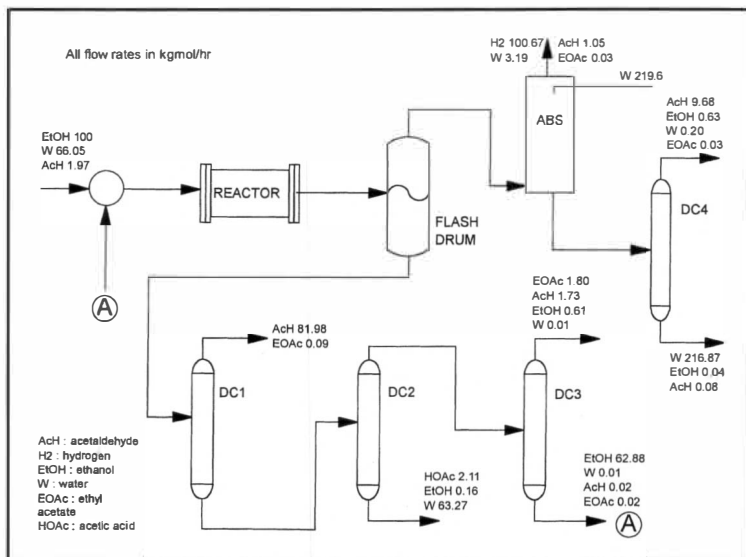 All flow rates in kgmol/hr
H2 100.67
W 3.19
AcH 1.05
EOAc 0.03
W 219.6
ABS
AcH 9.68
EtOH 0.63
W 0.20
EOAc 0.03
EtOH 100
W 66.05
AcH 1.97
REACTOR
FLASH
DRUM
DC4
A
EOAc 1.80
AcH 1.73
EtOH 0.61
W 0.01
AcH 81.98
EOAc 0.09
W 216.87
EtOH 0.04
AcH 0.08
DC1
DC2
DC3
AcH : acetaldehyde
H2 : hydrogen
EtOH : ethanol
W : water
EOAc : ethyl
acetate
HOAc : acetic acid
HOAc 2.11
EtOH 0.16
W 63.27
EtOH 62.88
W 0.01
AcH 0.02
EOAc 0.02
A